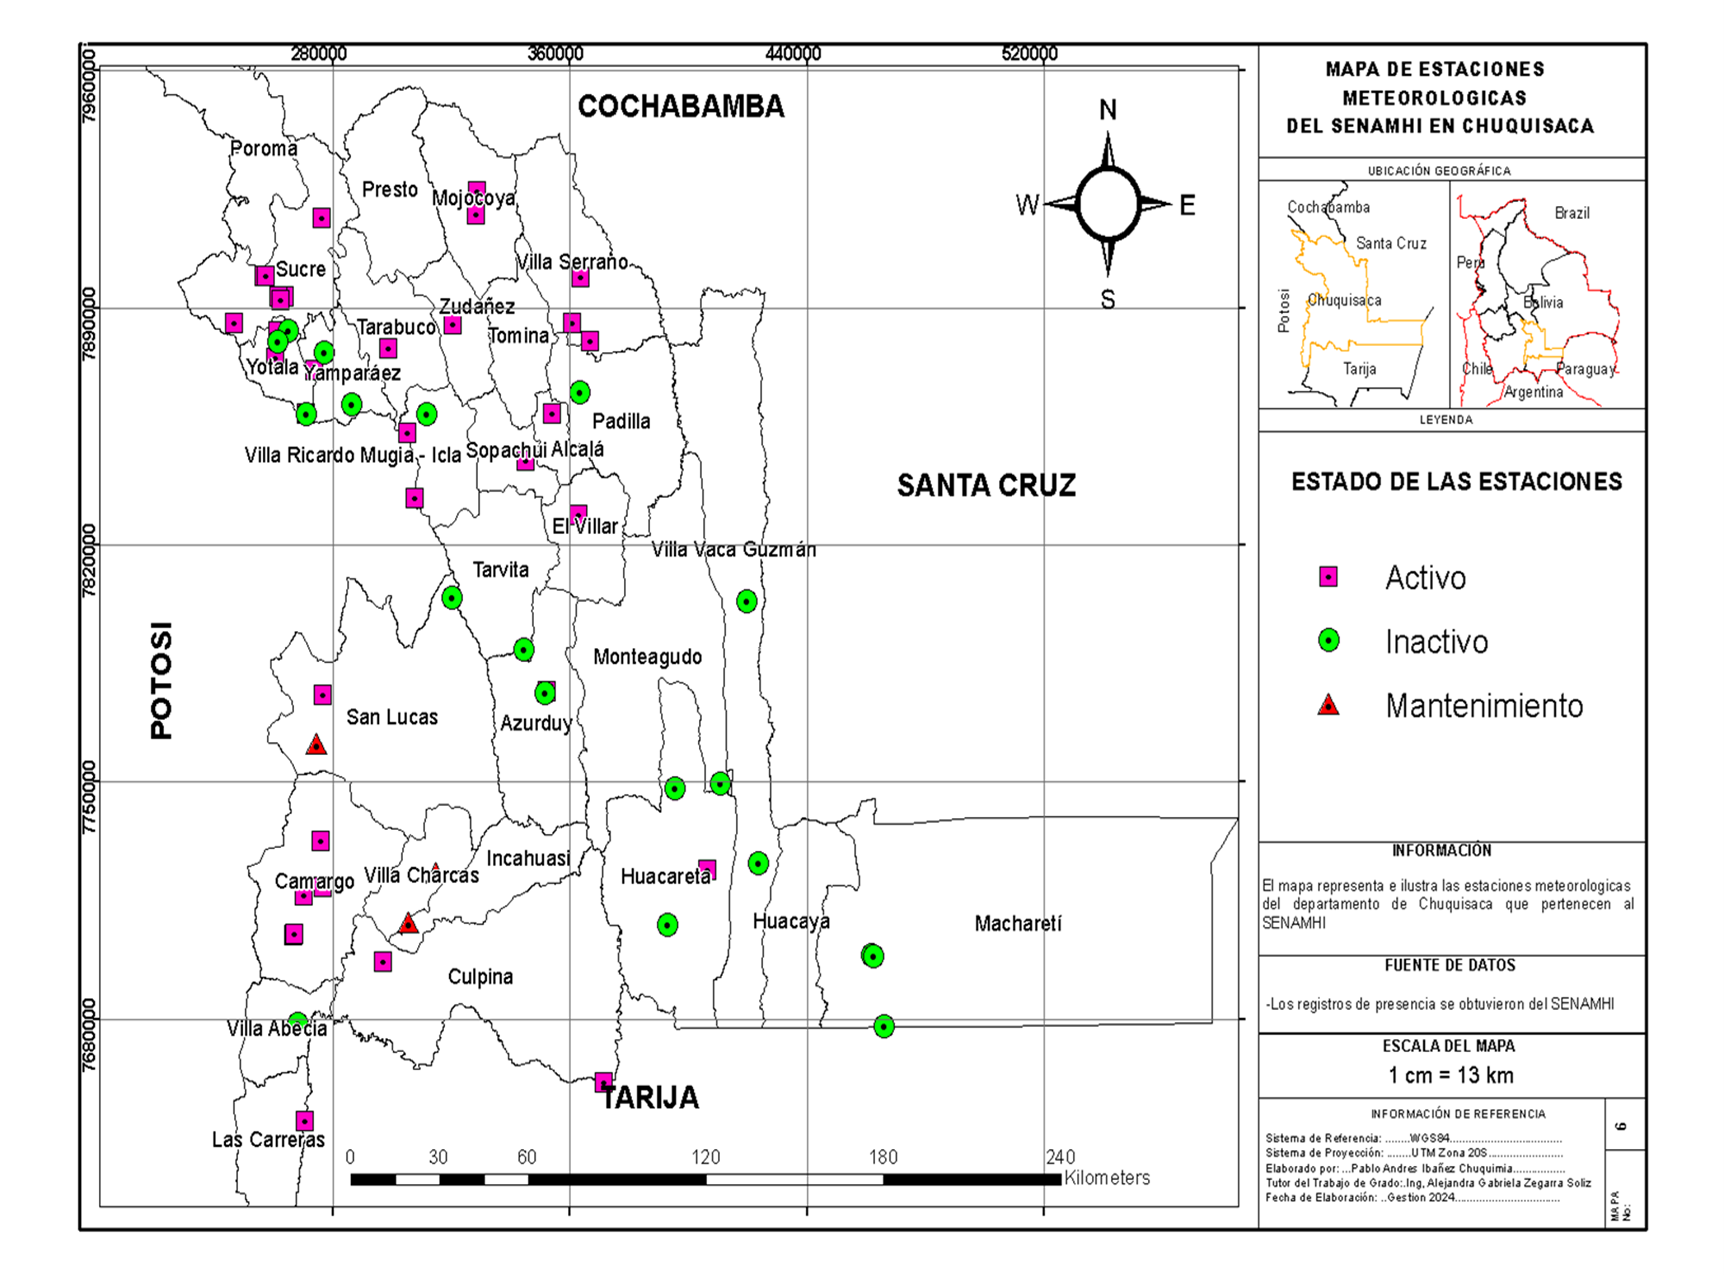 280000 360000 440000 520000
7960000
7890000
7820000
7750000
7680000
COCHABAMBA
SANTA CRUZ
POTOSI
TARIJA
N
W E
S
Poroma
Presto
Mojocoya
Sucre
Villa Serrano
Zudañez
Tarabuco
Tomina
Yotala
Yamparáez
Padilla
Villa Ricardo Mugia - Icla
Sopachui
Alcalá
El Villar
Villa Vaca Guzmán
Tarvita
Monteagudo
San Lucas
Azurduy
Incahuasi
Villa Charcas
Camargo
Huacareta
Huacaya
Macharetí
Culpina
Villa Abecia
Las Carreras
0 30 60 120 180 240
Kilometers
MAPA DE ESTACIONES
METEOROLOGICAS
DEL SENAMHI EN CHUQUISACA
UBICACIÓN GEOGRÁFICA
Cochabamba
Santa Cruz
Potosi
Chuquisaca
Tarija
Brazil
Peru
Bolivia
Chile
Paraguay
Argentina
LEYENDA
ESTADO DE LAS ESTACIONES
Activo
Inactivo
Mantenimiento
INFORMACIÓN
El mapa representa e ilustra las estaciones meteorologicas
del departamento de Chuquisaca que pertenecen al
SENAMHI
FUENTE DE DATOS
-Los registros de presencia se obtuvieron del SENAMHI
ESCALA DEL MAPA
1 cm = 13 km
INFORMACIÓN DE REFERENCIA
Sistema de Referencia: ........WGS84...................................
Sistema de Proyección: ........UTM Zona 20S........................
Elaborado por: ...Pablo Andres Ibañez Chuquimia................
Tutor del Trabajo de Grado:.Ing, Alejandra Gabriela Zegarra Soliz
Fecha de Elaboración: ..Gestion 2024.................................
6
MAPA
No: